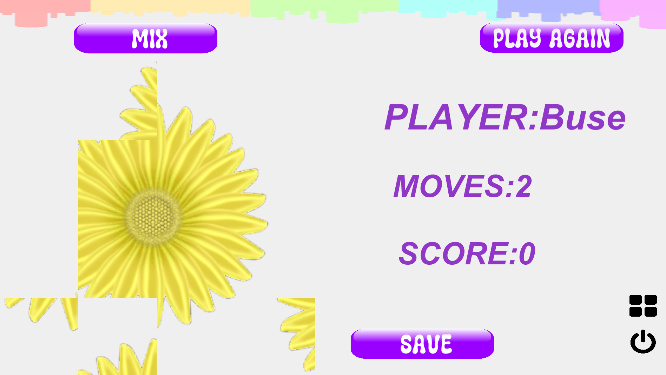 MIX
PLAY AGAIN
PLAYER:Buse
MOVES:2
SCORE:0
SAVE